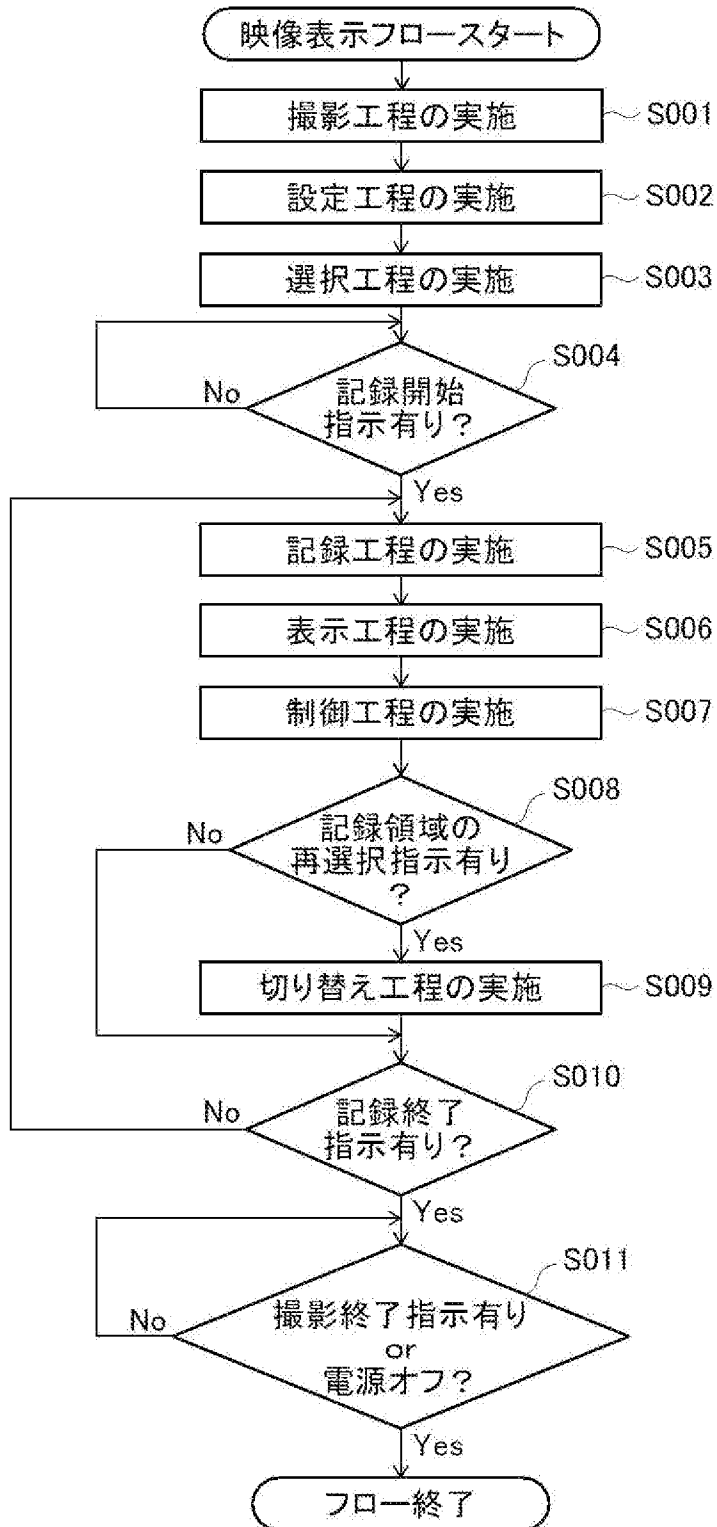 映像表示フロースタート
撮影工程の実施
S001
設定工程の実施
S002
選択工程の実施
S003
S004
No
記録開始
指示有り？
Yes
記録工程の実施
S005
表示工程の実施
S006
制御工程の実施
S007
S008
No
記録領域の
再選択指示有り
？
Yes
切り替え工程の実施
S009
S010
No
記録終了
指示有り？
Yes
S011
No
撮影終了指示有り
or
電源オフ？
Yes
フロー終了